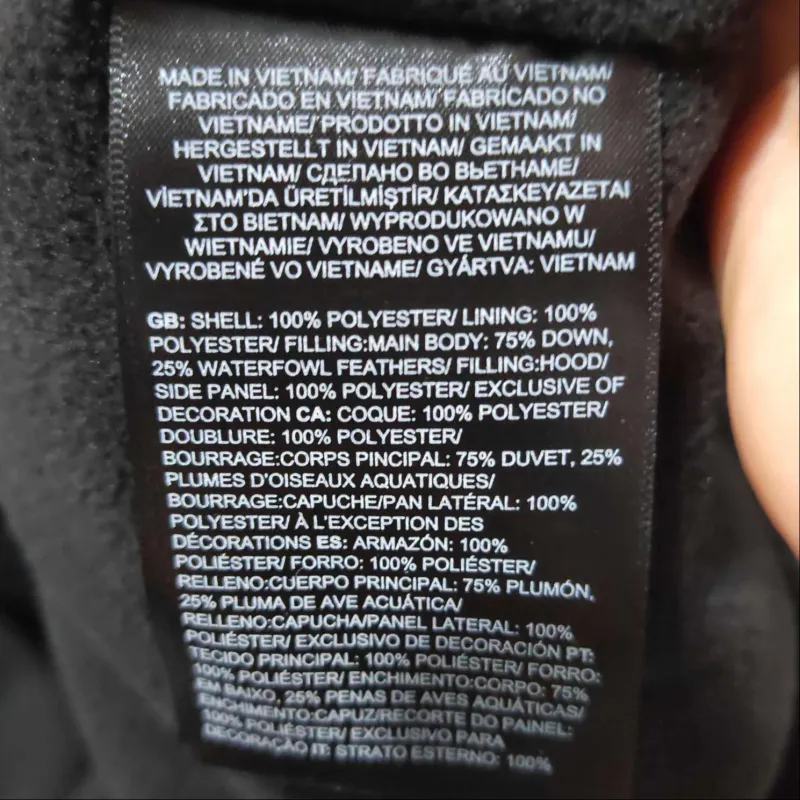 MADE IN VIETNAM/ FABRIQUÉ AU VIETNAM/
FABRICADO EN VIETNAM/ FABRICADO NO
VIETNAME/ PRODOTTO IN VIETNAM/
HERGESTELLT IN VIETNAM/ GEMAAKT IN
VIETNAM/ СДЕЛАНО ВО ВЬЕТНАМЕ/
VİETNAM'DA ÜRETİLMİŞTİR/ ΚΑΤΑΣΚΕΥΑΖΕΤΑΙ
ΣΤΟ ΒΙΕΤΝΑΜ/ WYPRODUKOWANO W
WIETNAMIE/ VYROBENO VE VIETNAMU/
VYROBENÉ VO VIETNAME/ GYÁRTVA: VIETNAM
GB: SHELL: 100% POLYESTER/ LINING: 100%
POLYESTER/ FILLING:MAIN BODY: 75% DOWN,
25% WATERFOWL FEATHERS/ FILLING:HOOD/
SIDE PANEL: 100% POLYESTER/ EXCLUSIVE OF
DECORATION CA: COQUE: 100% POLYESTER/
DOUBLURE: 100% POLYESTER/
BOURRAGE:CORPS PINCIPAL: 75% DUVET, 25%
PLUMES D'OISEAUX AQUATIQUES/
BOURRAGE:CAPUCHE/PAN LATÉRAL: 100%
POLYESTER/ À L'EXCEPTION DES
DÉCORATIONS ES: ARMAZÓN: 100%
POLIÉSTER/ FORRO: 100% POLIÉSTER/
RELLENO:CUERPO PRINCIPAL: 75% PLUMÓN,
25% PLUMA DE AVE ACUÁTICA/
RELLENO:CAPUCHA/PANEL LATERAL: 100%
POLIÉSTER/ EXCLUSIVO DE DECORACIÓN PT:
TECIDO PRINCIPAL: 100% POLIÉSTER/ FORRO:
100% POLIÉSTER/ ENCHIMENTO:CORPO: 75%
EM BAIXO, 25% PENAS DE AVES AQUÁTICAS/
ENCHIMENTO:CAPUZ/RECORTE DO PAINEL:
100% POLIÉSTER/ EXCLUSIVO PARA
DECORAÇÃO IT: STRATO ESTERNO: 100%